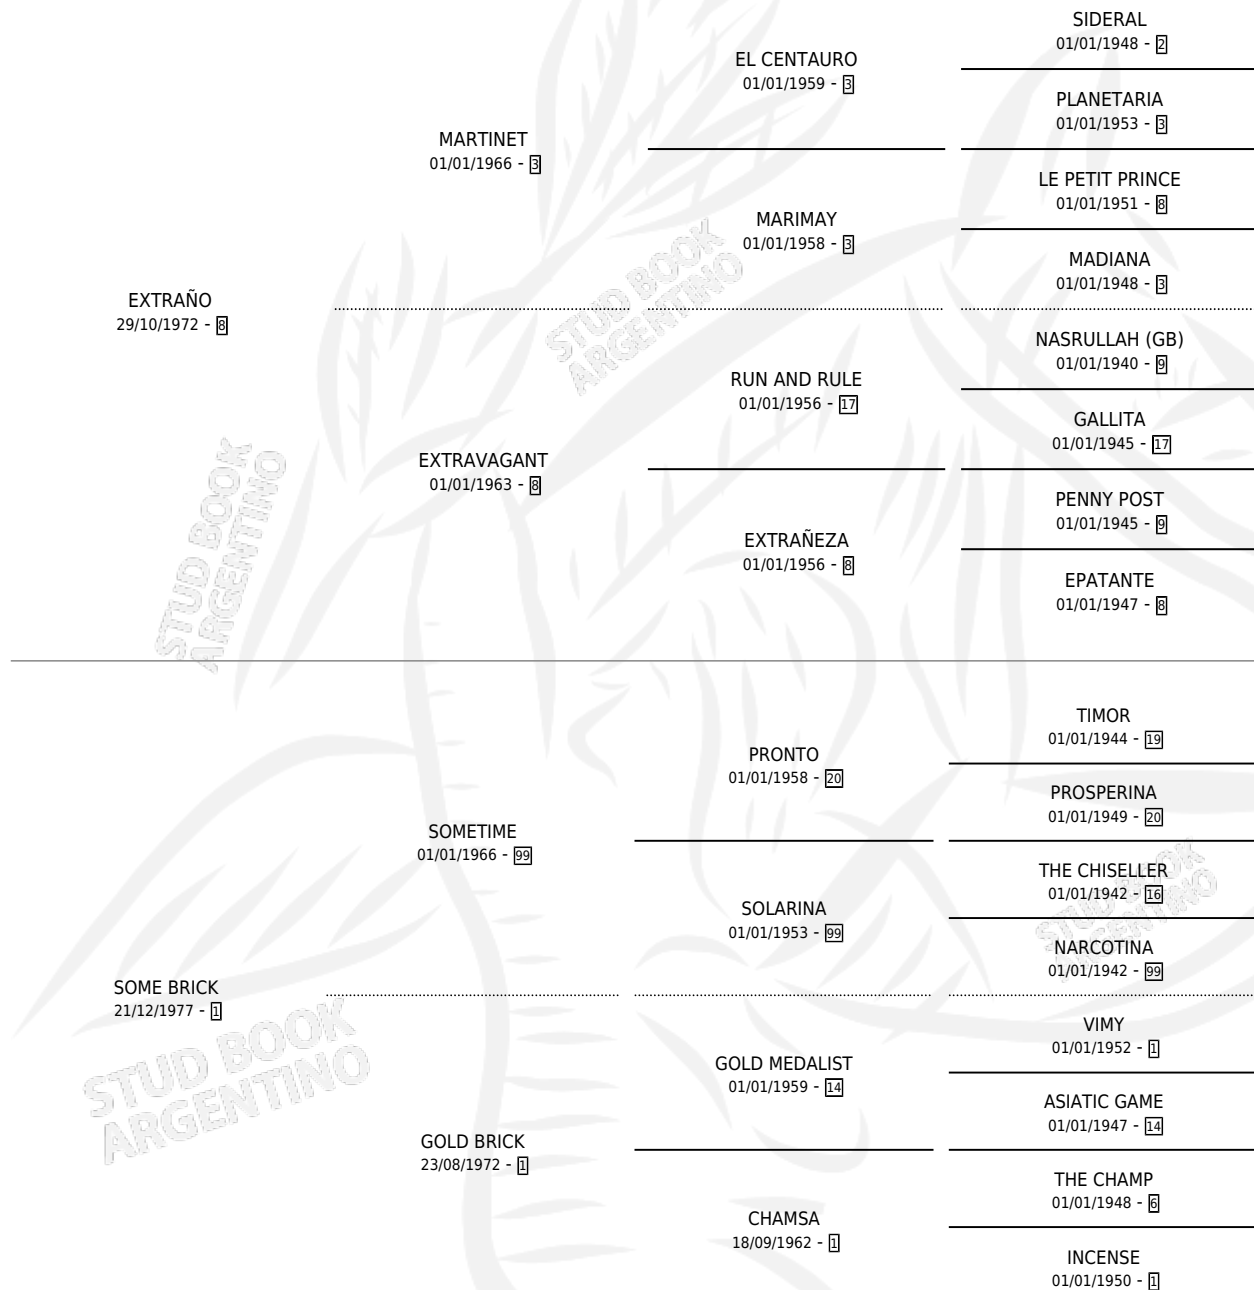 SIDERAL
01/01/1948 - 2
EL CENTAURO
01/01/1959 - 3
PLANETARIA
01/01/1953 - 3
MARTINET
01/01/1966 - 3
LE PETIT PRINCE
01/01/1951 - 8
MARIMAY
01/01/1958 - 3
MADIANA
01/01/1948 - 3
EXTRAÑO
29/10/1972 - 8
NASRULLAH (GB)
01/01/1940 - 9
RUN AND RULE
01/01/1956 - 17
GALLITA
01/01/1945 - 17
EXTRAVAGANT
01/01/1963 - 8
PENNY POST
01/01/1945 - 9
EXTRAÑEZA
01/01/1956 - 8
EPATANTE
01/01/1947 - 8
TIMOR
01/01/1944 - 19
PRONTO
01/01/1958 - 20
PROSPERINA
01/01/1949 - 20
SOMETIME
01/01/1966 - 99
THE CHISELLER
01/01/1942 - 16
SOLARINA
01/01/1953 - 99
NARCOTINA
01/01/1942 - 99
SOME BRICK
21/12/1977 - 1
VIMY
01/01/1952 - 1
GOLD MEDALIST
01/01/1959 - 14
ASIATIC GAME
01/01/1947 - 14
GOLD BRICK
23/08/1972 - 1
THE CHAMP
01/01/1948 - 6
CHAMSA
18/09/1962 - 1
INCENSE
01/01/1950 - 1
STUD BOOK
ARGENTINO
STUD BOOK
ARGENTINO
STUD BOOK
ARGENTINO
STUD BOOK
ARGENTINO